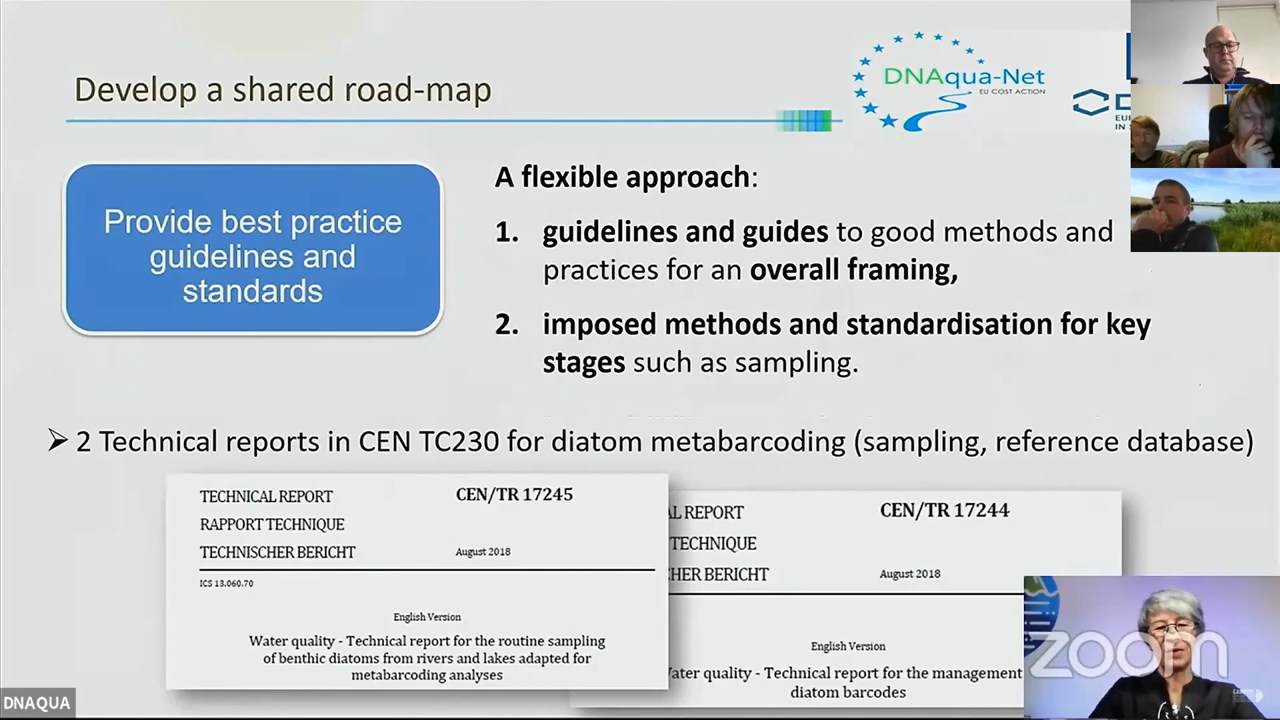 Develop a shared road-map
DNAqua-Net
EU COST ACTION
Provide best practice
guidelines and
standards
A flexible approach:
1. guidelines and guides to good methods and
practices for an overall framing,
2. imposed methods and standardisation for key
stages such as sampling.
➢ 2 Technical reports in CEN TC230 for diatom metabarcoding (sampling, reference database)
TECHNICAL REPORT
CEN/TR 17245
RAPPORT TECHNIQUE
TECHNISCHER BERICHT
August 2018
ICS 13.060.70
English Version
Water quality - Technical report for the routine sampling
of benthic diatoms from rivers and lakes adapted for
metabarcoding analyses
AL REPORT
CEN/TR 17244
TECHNIQUE
HER BERICHT
August 2018
English Version
ater quality - Technical report for the management
diatom barcodes
zoom
DNAQUA